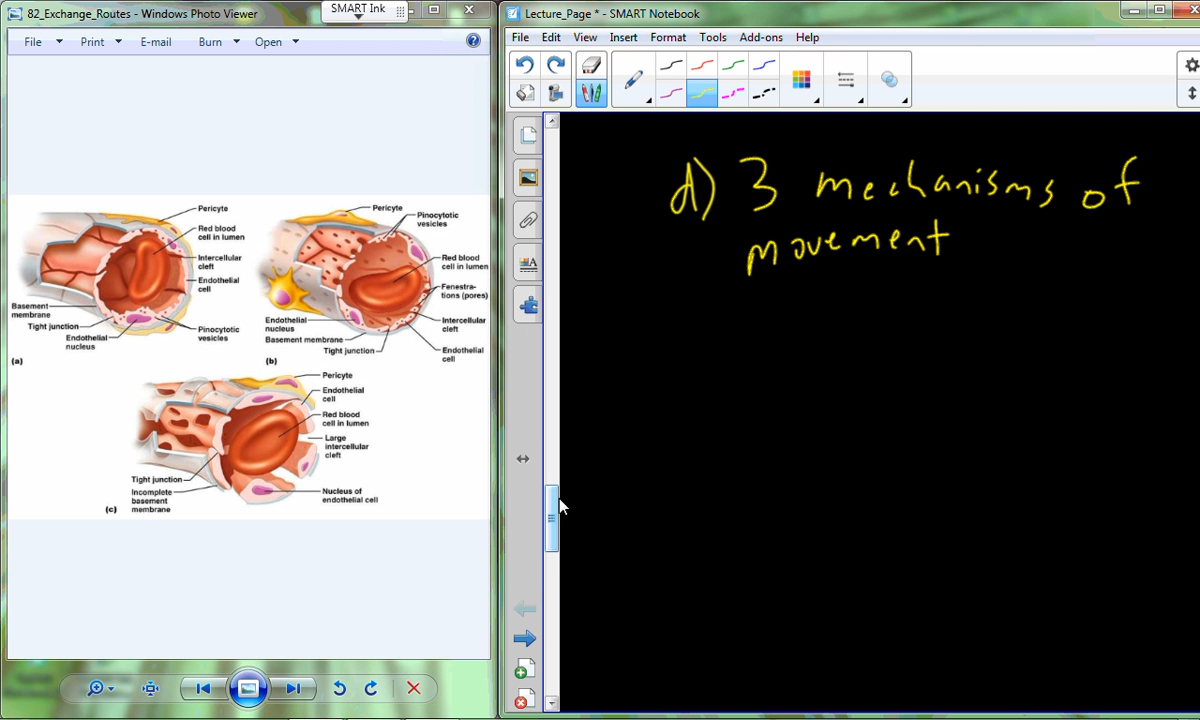 82_Exchange_Routes - Windows Photo Viewer
SMART Ink
File Print E-mail Burn Open
Pericyte
Red blood
cell in lumen
Intercellular
cleft
Endothelial
cell
Basement
membrane
Tight junction
Endothelial
nucleus
Pinocytotic
vesicles
(a)
Pericyte
Pinocytotic
vesicles
Red blood
cell in lumen
Fenestra-
tions (pores)
Intercellular
cleft
Endothelial
cell
Endothelial
nucleus
Basement membrane
Tight junction
(b)
Pericyte
Endothelial
cell
Red blood
cell in lumen
Large
intercellular
cleft
Tight junction
Incomplete
basement
membrane
Nucleus of
endothelial cell
(c)
Lecture_Page * - SMART Notebook
File Edit View Insert Format Tools Add-ons Help
d) 3 mechanisms of
movement